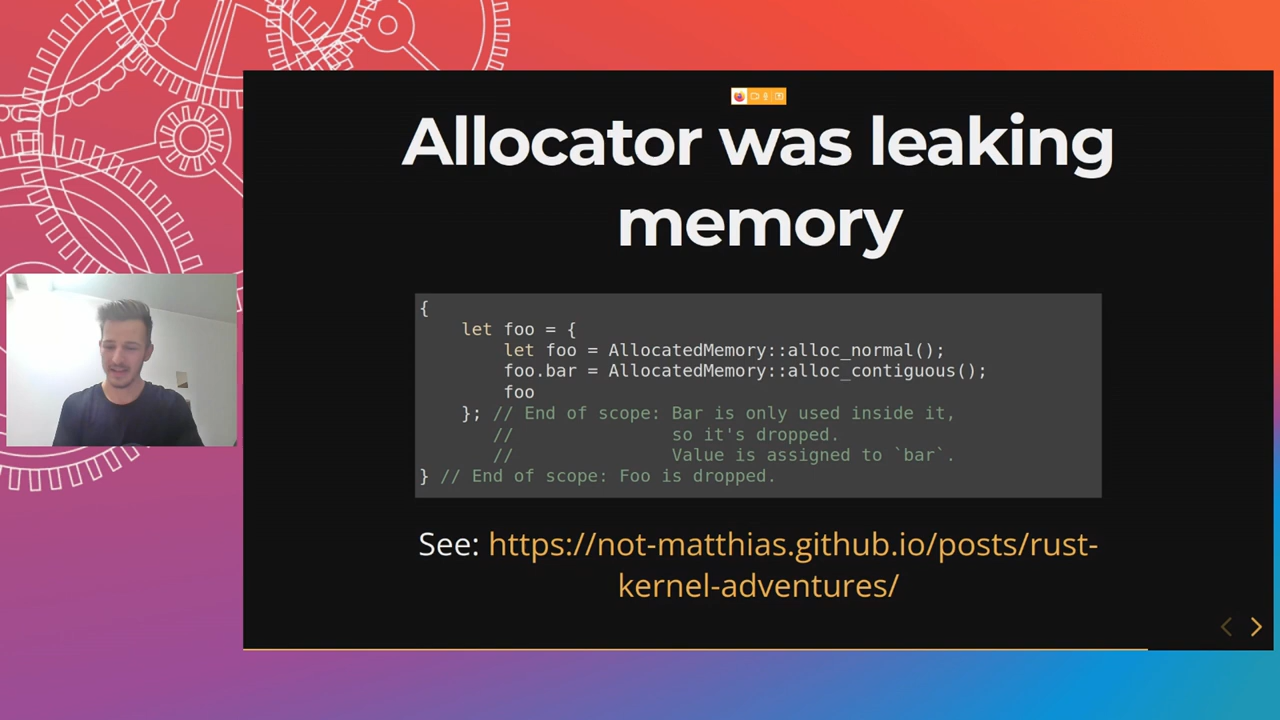 Allocator was leaking
memory
{
    let foo = {
        let foo = AllocatedMemory::alloc_normal();
        foo.bar = AllocatedMemory::alloc_contiguous();
        foo
    }; // End of scope: Bar is only used inside it,
       //               so it's dropped.
       //               Value is assigned to `bar`.
} // End of scope: Foo is dropped.
See: https://not-matthias.github.io/posts/rust-
kernel-adventures/